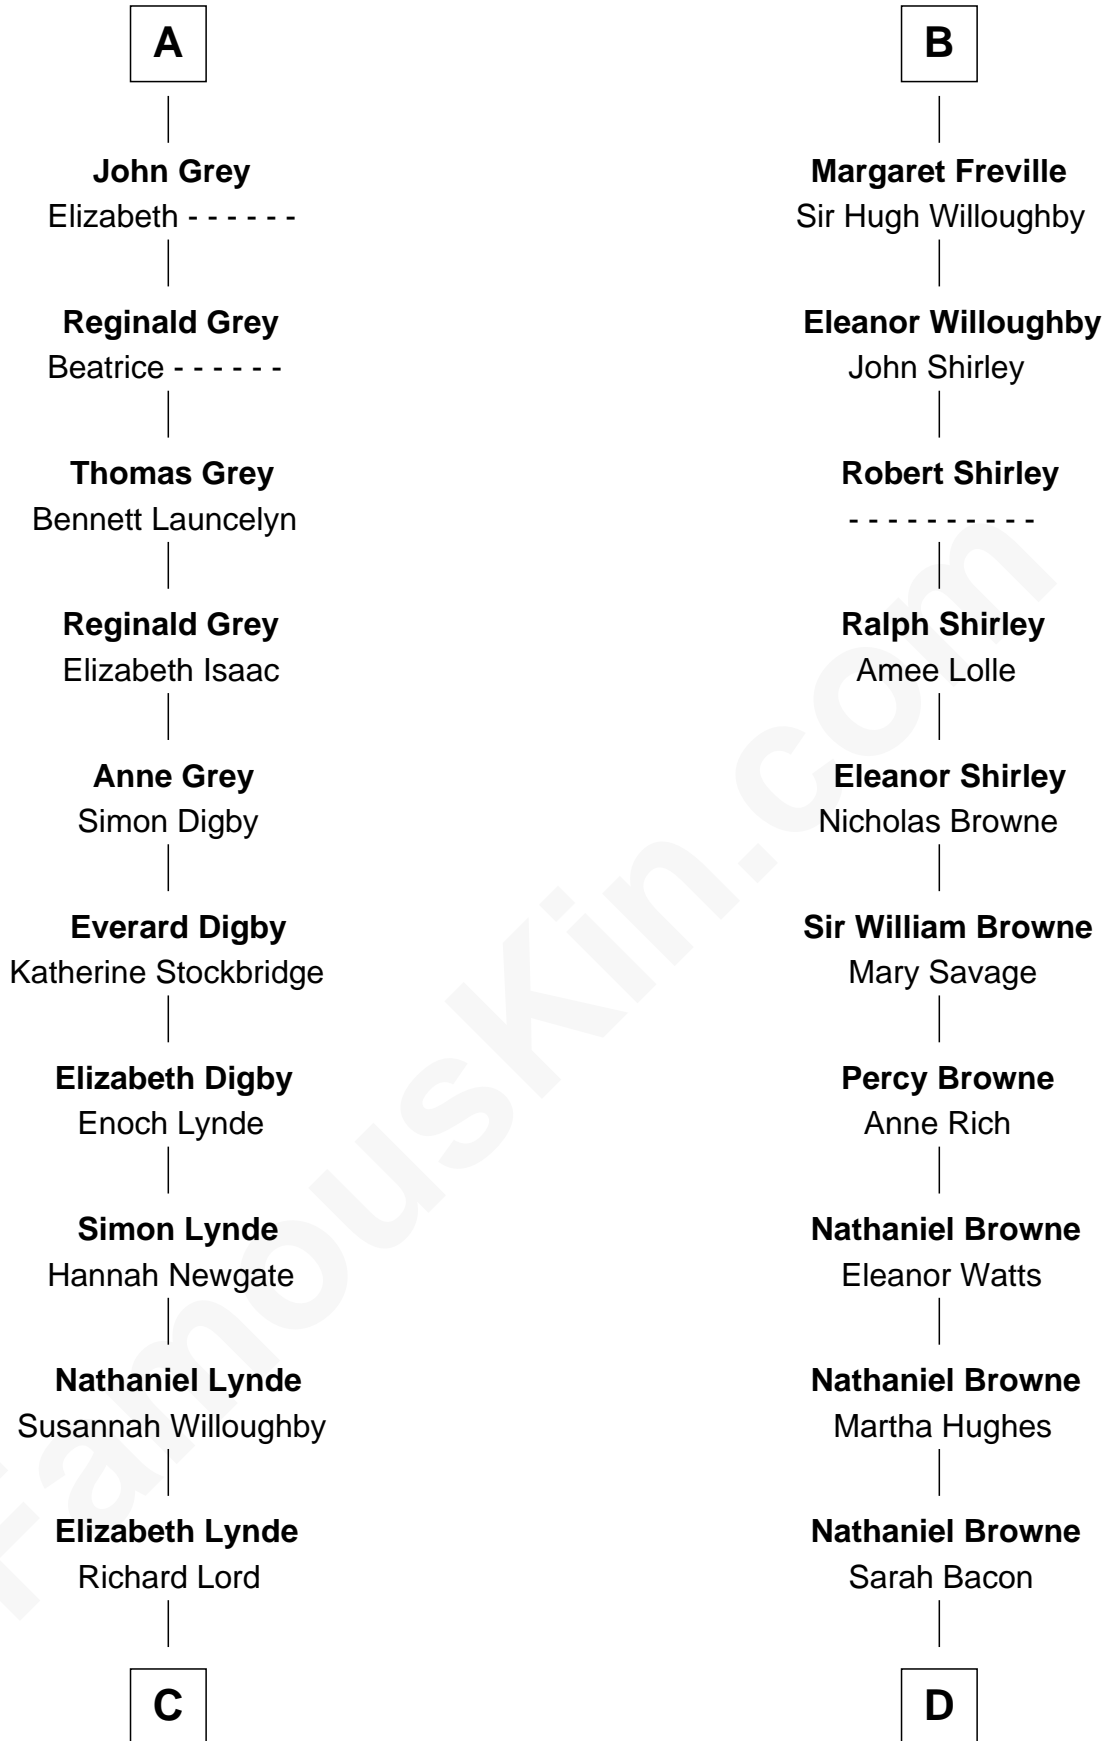 A
John Grey
Elizabeth - - - - - -
Reginald Grey
Beatrice - - - - - -
Thomas Grey
Bennett Launcelyn
Reginald Grey
Elizabeth Isaac
Anne Grey
Simon Digby
Everard Digby
Katherine Stockbridge
Elizabeth Digby
Enoch Lynde
Simon Lynde
Hannah Newgate
Nathaniel Lynde
Susannah Willoughby
Elizabeth Lynde
Richard Lord
C
B
Margaret Freville
Sir Hugh Willoughby
Eleanor Willoughby
John Shirley
Robert Shirley
- - - - - - - - - -
Ralph Shirley
Amee Lolle
Eleanor Shirley
Nicholas Browne
Sir William Browne
Mary Savage
Percy Browne
Anne Rich
Nathaniel Browne
Eleanor Watts
Nathaniel Browne
Martha Hughes
Nathaniel Browne
Sarah Bacon
D
FamousKin.com